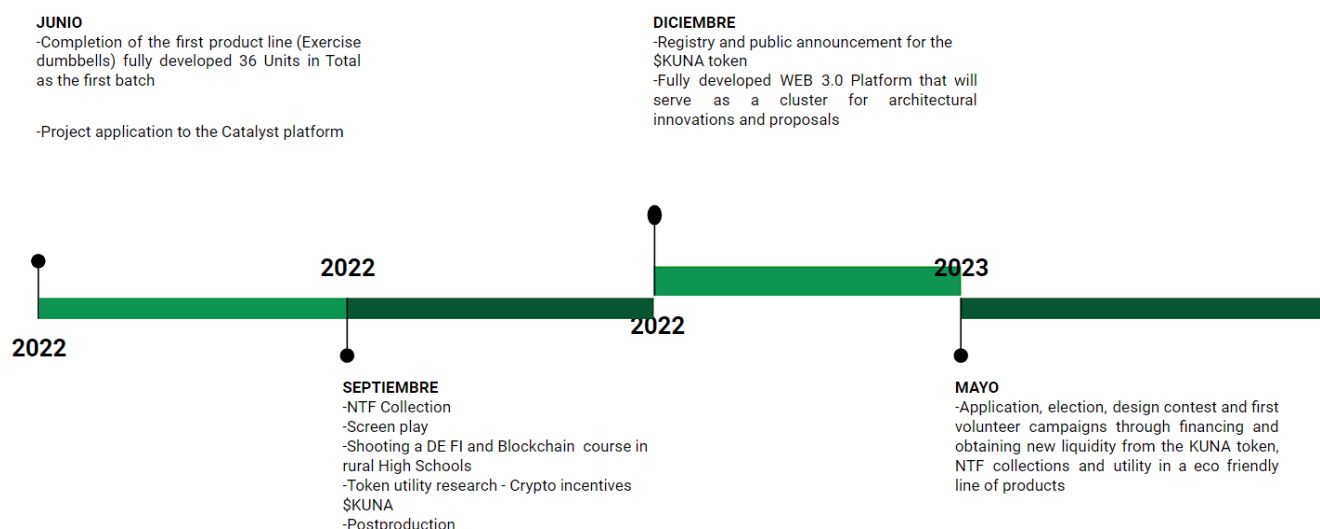 JUNIO
-Completion of the first product line (Exercise
dumbbells) fully developed 36 Units in Total
as the first batch
-Project application to the Catalyst platform
DICIEMBRE
-Registry and public announcement for the
$KUNA token
-Fully developed WEB 3.0 Platform that will
serve as a cluster for architectural
innovations and proposals
2022
2022
2022
2023
SEPTIEMBRE
-NTF Collection
-Screen play
-Shooting a DE FI and Blockchain course in
rural High Schools
-Token utility research - Crypto incentives
$KUNA
-Postproduction
MAYO
-Application, election, design contest and first
volunteer campaigns through financing and
obtaining new liquidity from the KUNA token,
NTF collections and utility in a eco friendly
line of products